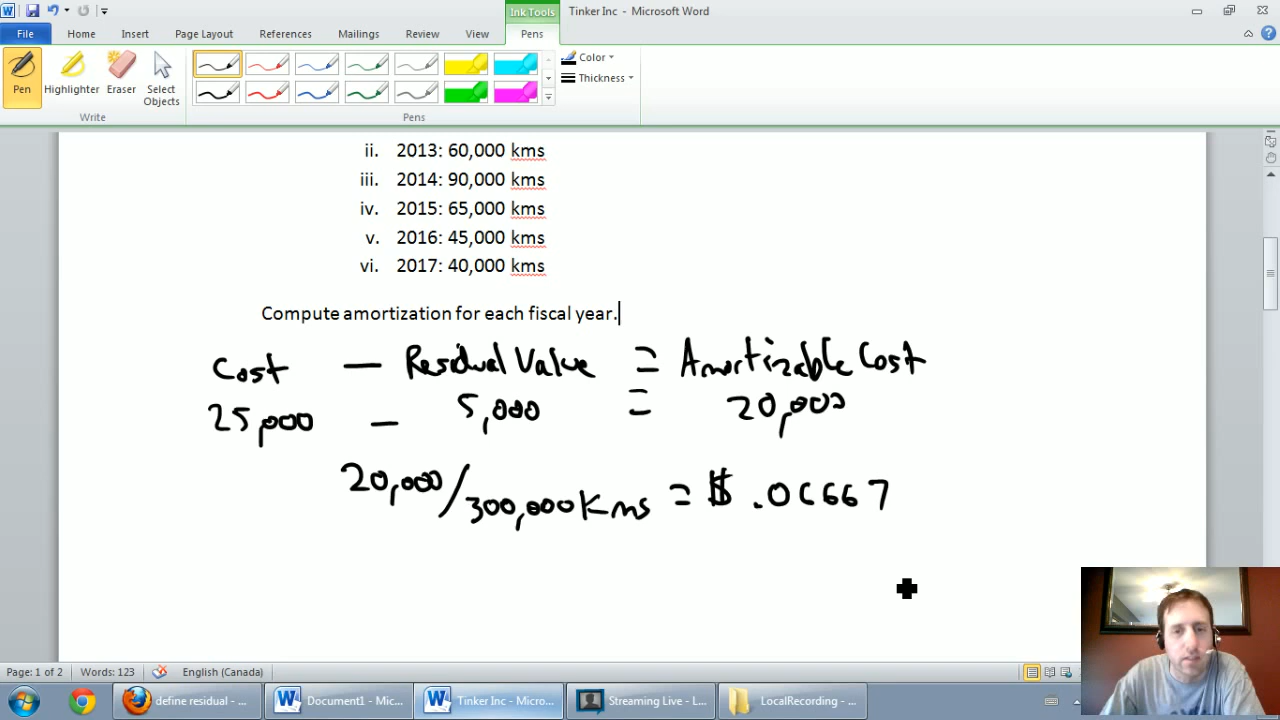 Ink Tools
Tinker Inc - Microsoft Word
File Home Insert Page Layout References Mailings Review View Pens
Pen Highlighter Eraser Select Objects
Color
Thickness
Write
Pens
ii. 2013: 60,000 kms
iii. 2014: 90,000 kms
iv. 2015: 65,000 kms
v. 2016: 45,000 kms
vi. 2017: 40,000 kms
Compute amortization for each fiscal year.
Cost — Residual Value = Amortizable Cost
25,000 — 5,000 = 20,000
20,000/300,000 Kms = $ .06667
Page: 1 of 2 Words: 123 English (Canada)
define residual - ... Document1 - Mic... Tinker Inc - Micro... Streaming Live - L... LocalRecording - ...